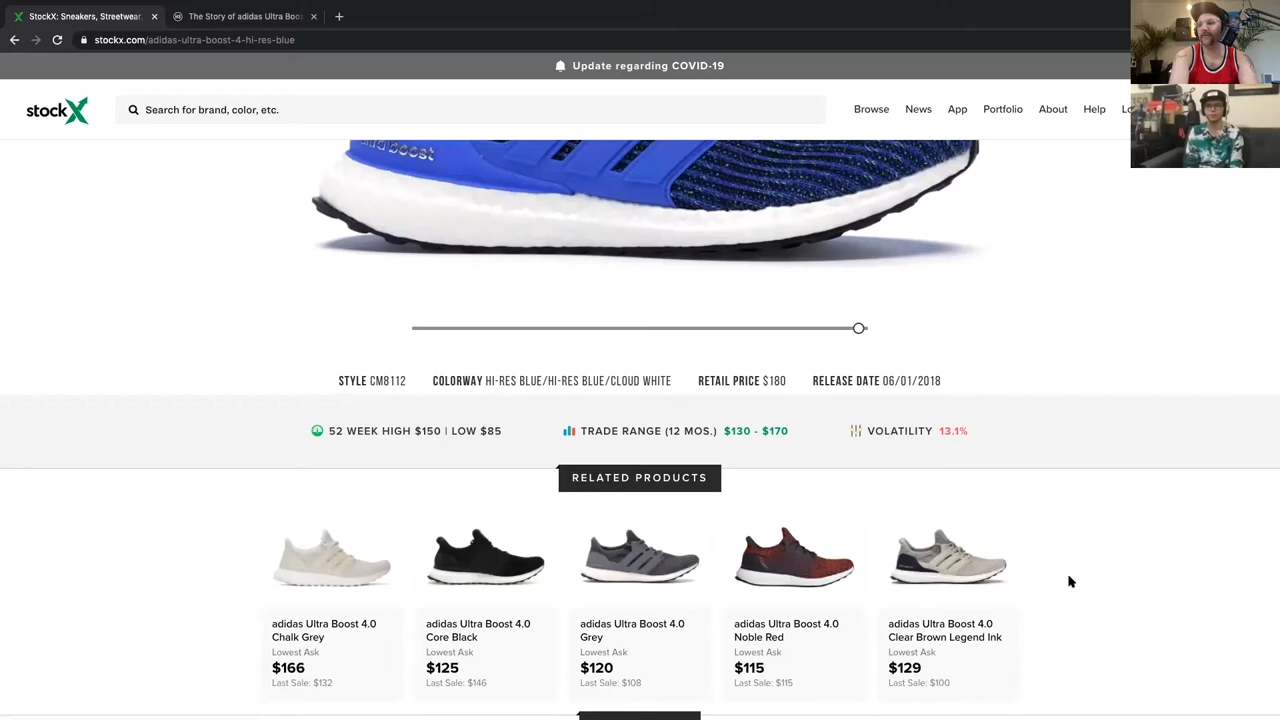 StockX: Sneakers, Streetwear,
The Story of adidas Ultra Boos
stockx.com/adidas-ultra-boost-4-hi-res-blue
Update regarding COVID-19
stockX
Search for brand, color, etc.
Browse News App Portfolio About Help Lo
ultra boost
STYLE CM8112 COLORWAY HI-RES BLUE/HI-RES BLUE/CLOUD WHITE RETAIL PRICE $180 RELEASE DATE 06/01/2018
52 WEEK HIGH $150 | LOW $85 TRADE RANGE (12 MOS.) $130 - $170 VOLATILITY 13.1%
RELATED PRODUCTS
adidas Ultra Boost 4.0 Chalk Grey
Lowest Ask
$166
Last Sale: $132
adidas Ultra Boost 4.0 Core Black
Lowest Ask
$125
Last Sale: $146
adidas Ultra Boost 4.0 Grey
Lowest Ask
$120
Last Sale: $108
adidas Ultra Boost 4.0 Noble Red
Lowest Ask
$115
Last Sale: $115
adidas Ultra Boost 4.0 Clear Brown Legend Ink
Lowest Ask
$129
Last Sale: $100